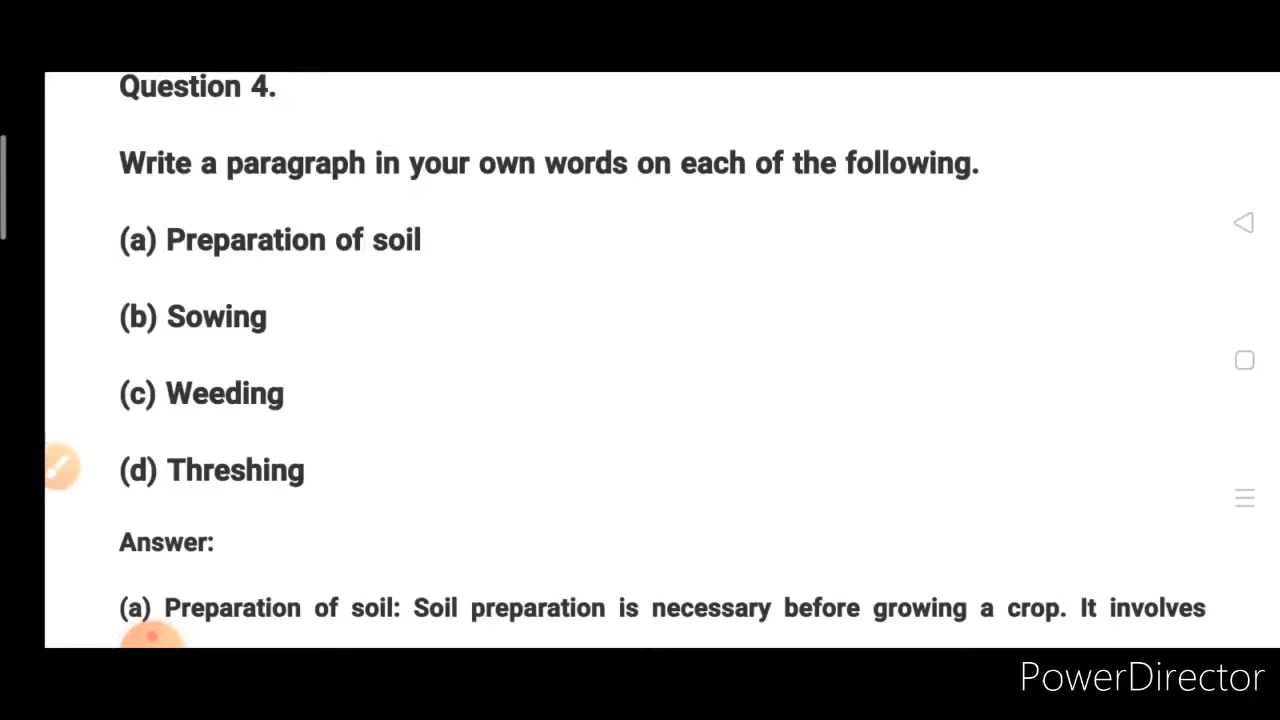 Question 4.
Write a paragraph in your own words on each of the following.
(a) Preparation of soil
(b) Sowing
(c) Weeding
(d) Threshing
Answer:
(a) Preparation of soil: Soil preparation is necessary before growing a crop. It involves
PowerDirector